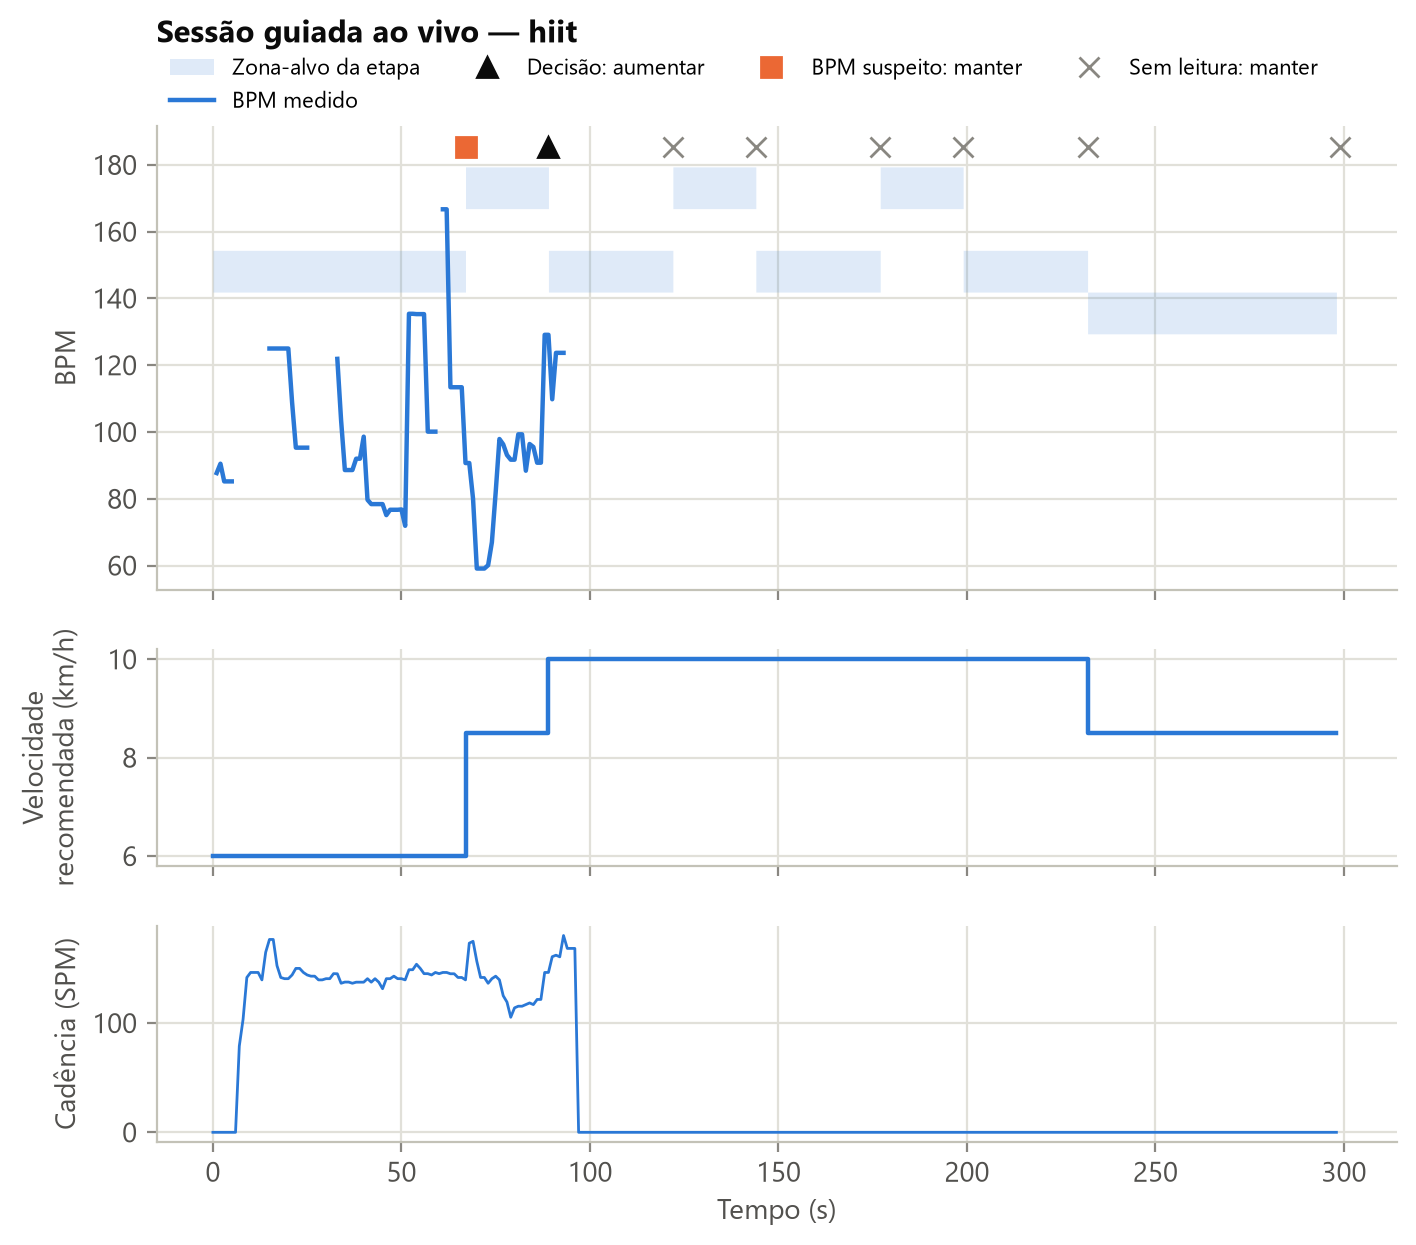 Sessão guiada ao vivo — hiit
Zona-alvo da etapa
Decisão: aumentar
BPM suspeito: manter
Sem leitura: manter
BPM medido
BPM
180
160
140
120
100
80
60
Velocidade
recomendada (km/h)
10
8
6
Cadência (SPM)
100
0
0 50 100 150 200 250 300
Tempo (s)